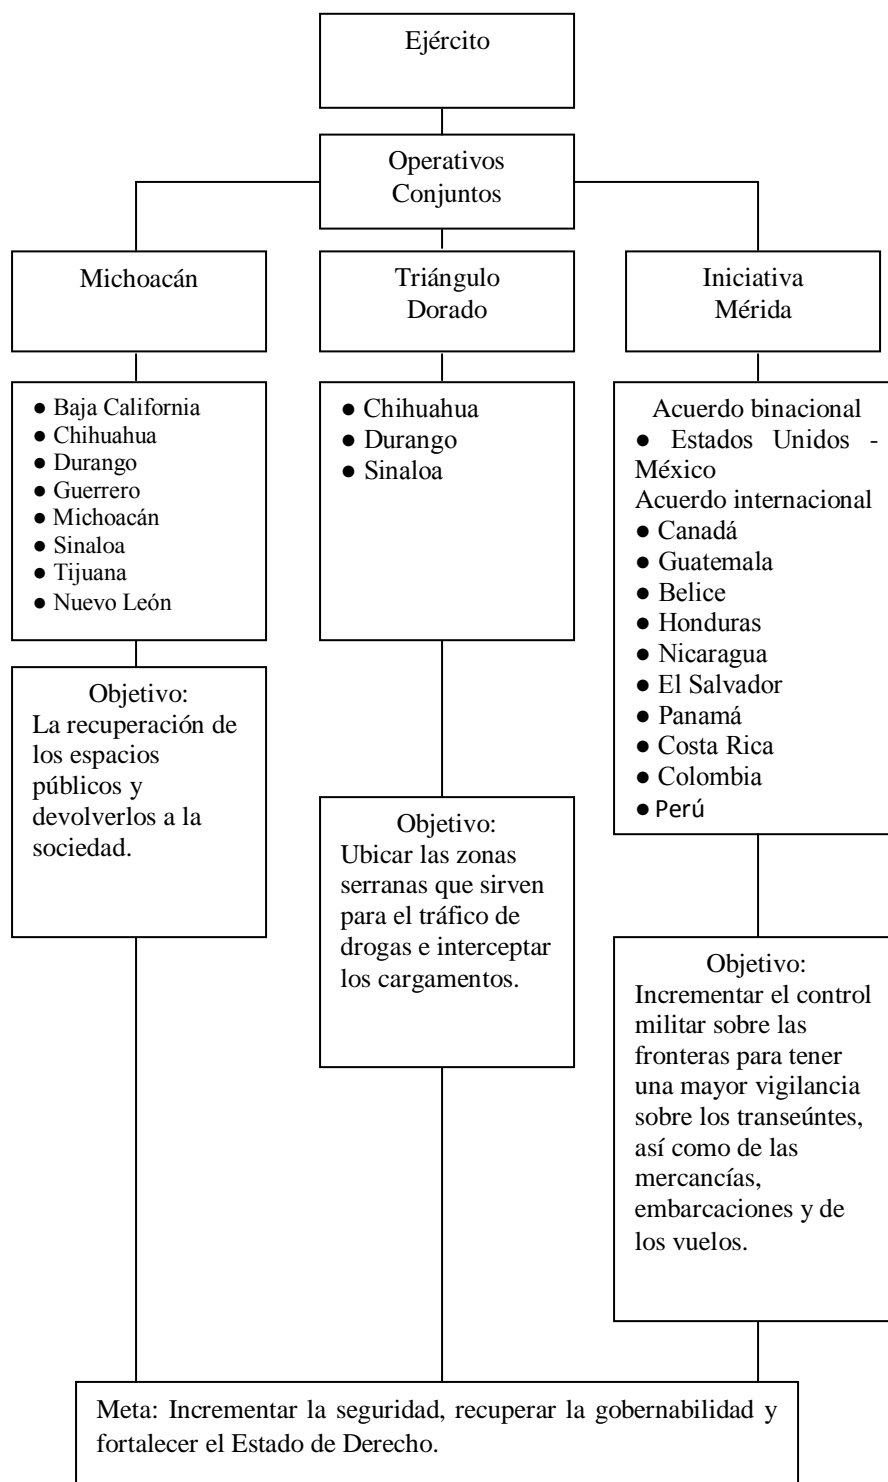 Ejército
Operativos
Conjuntos
Michoacán
Triángulo
Dorado
Iniciativa
Mérida
● Baja California
● Chihuahua
● Durango
● Guerrero
● Michoacán
● Sinaloa
● Tijuana
● Nuevo León
● Chihuahua
● Durango
● Sinaloa
Acuerdo binacional
● Estados Unidos -
México
Acuerdo internacional
● Canadá
● Guatemala
● Belice
● Honduras
● Nicaragua
● El Salvador
● Panamá
● Costa Rica
● Colombia
● Perú
Objetivo:
La recuperación de
los espacios
públicos y
devolverlos a la
sociedad.
Objetivo:
Ubicar las zonas
serranas que sirven
para el tráfico de
drogas e interceptar
los cargamentos.
Objetivo:
Incrementar el control
militar sobre las
fronteras para tener
una mayor vigilancia
sobre los transeúntes,
así como de las
mercancías,
embarcaciones y de
los vuelos.
Meta: Incrementar la seguridad, recuperar la gobernabilidad y
fortalecer el Estado de Derecho.